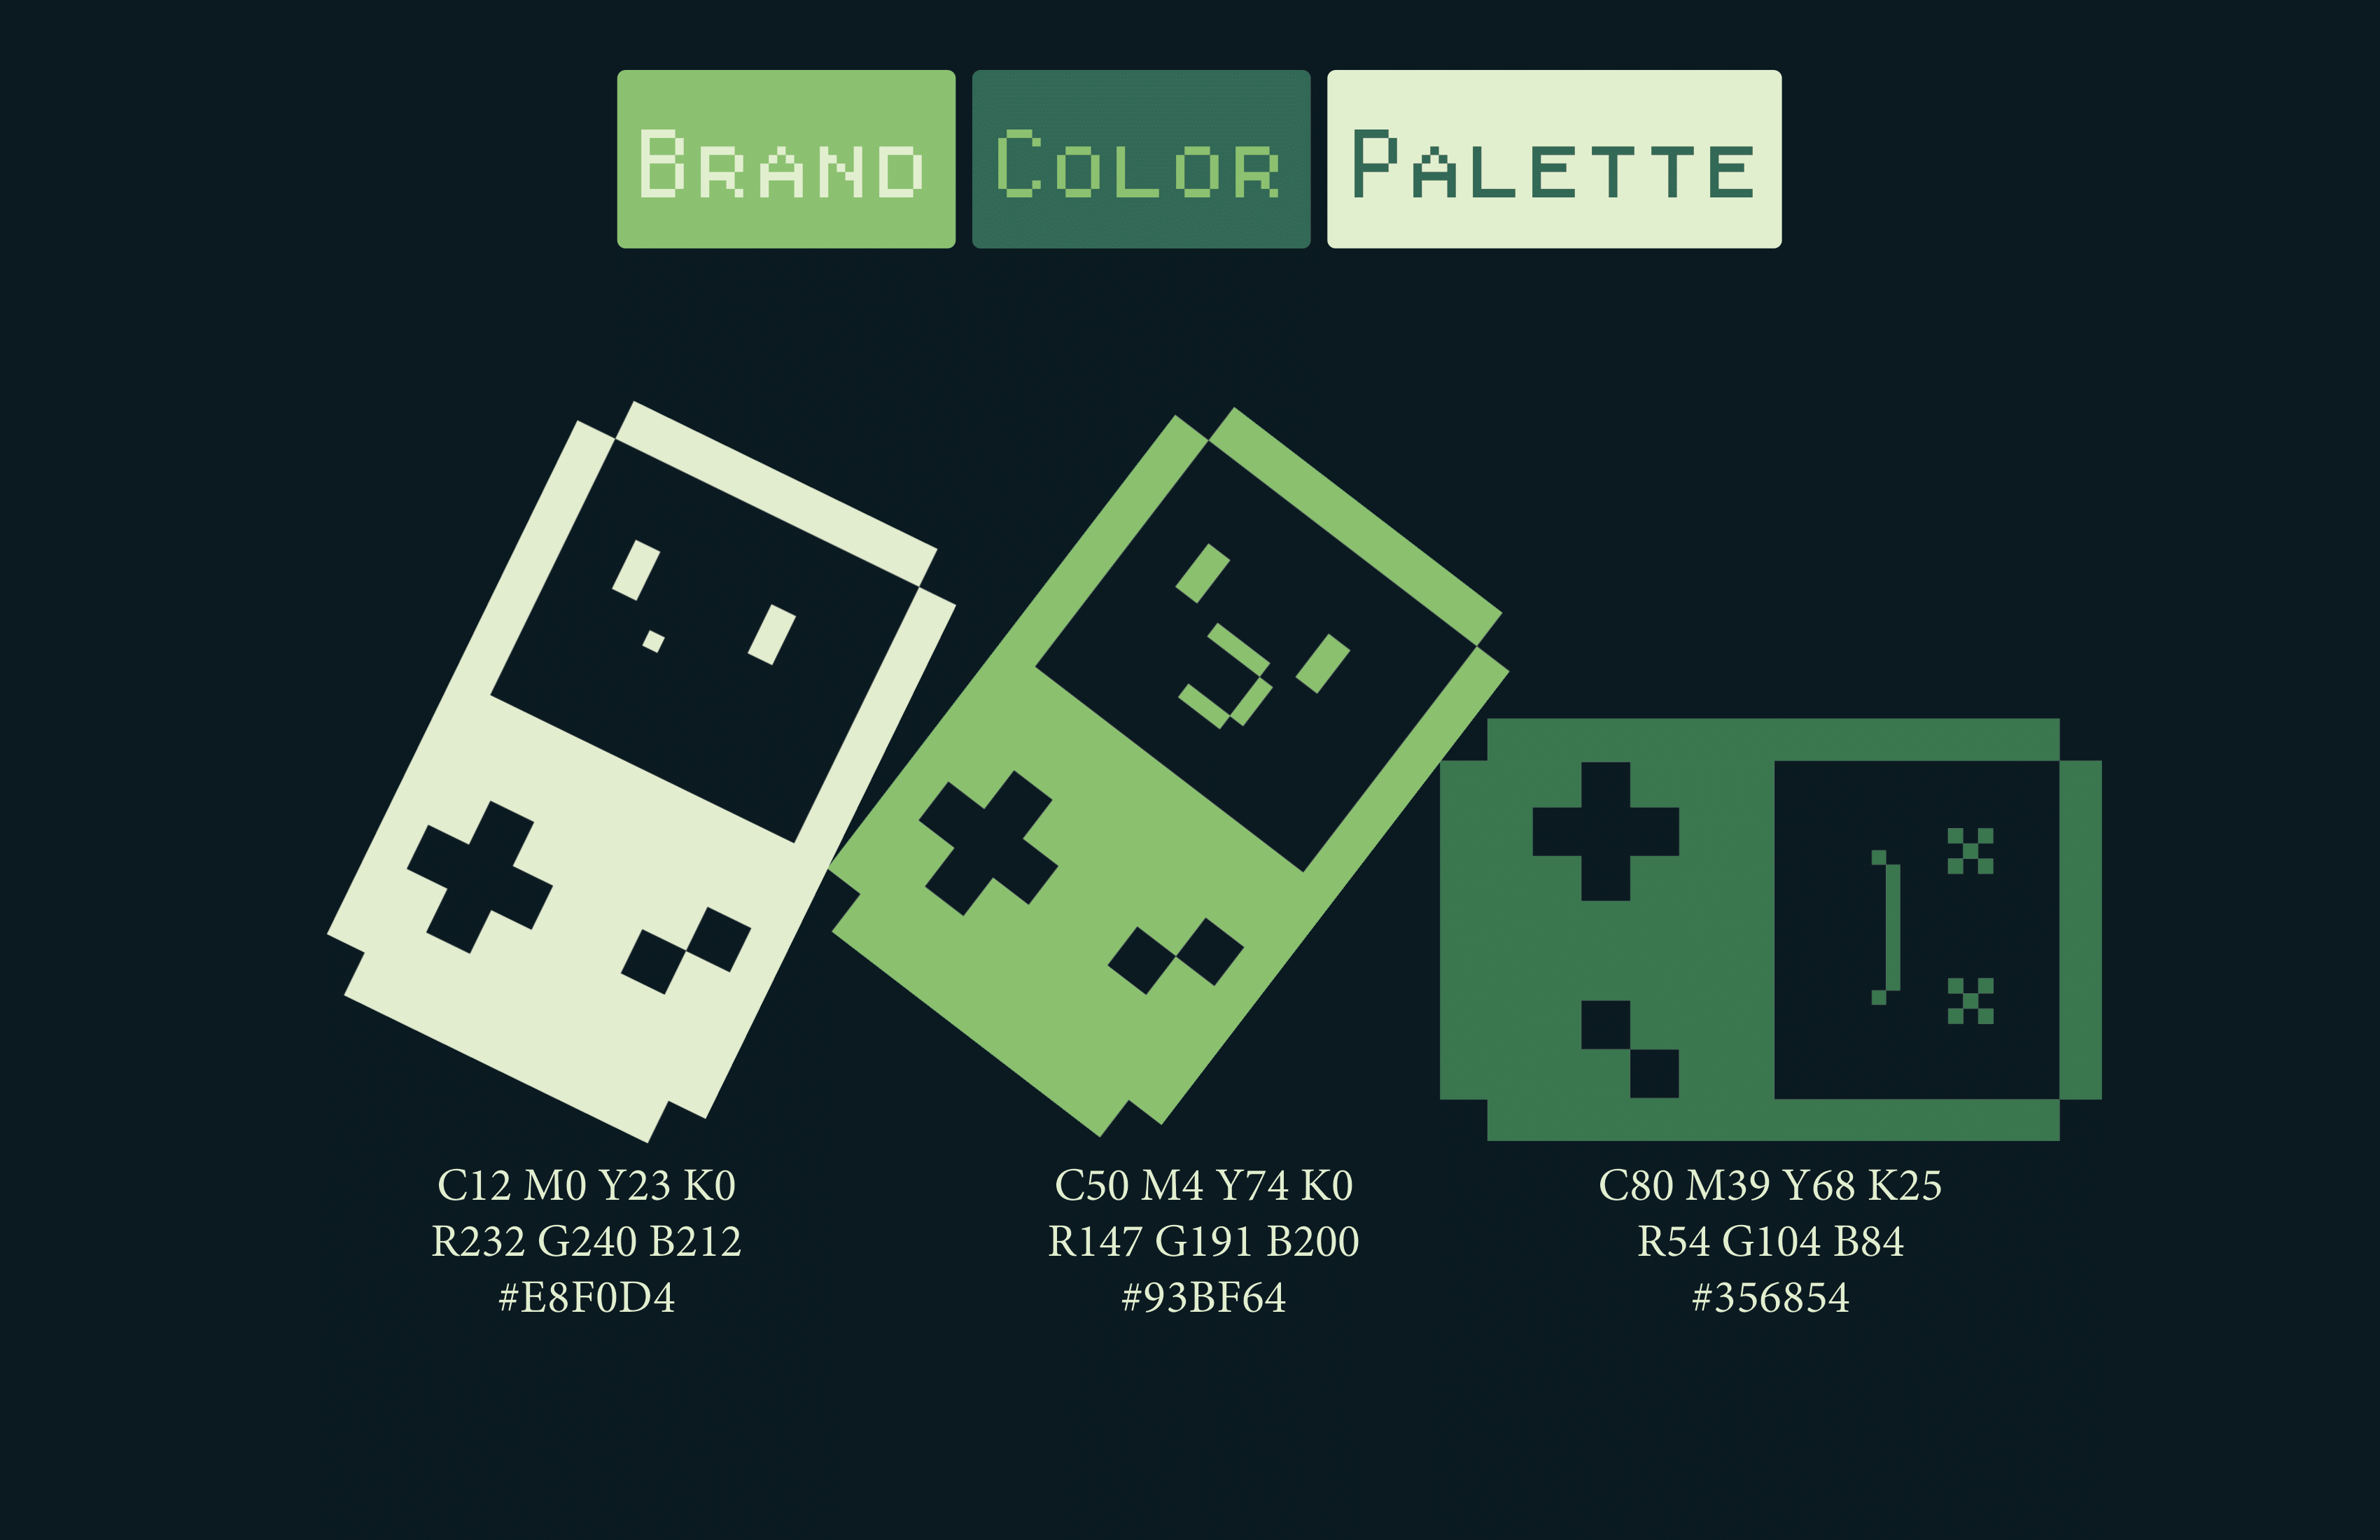 Brand Color Palette
C12 M0 Y23 K0
R232 G240 B212
#E8F0D4
C50 M4 Y74 K0
R147 G191 B200
#93BF64
C80 M39 Y68 K25
R54 G104 B84
#356854